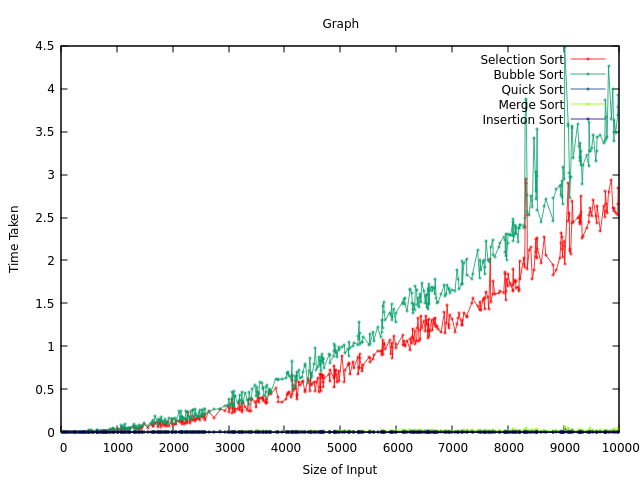 Graph
4.5
4
3.5
3
2.5
2
1.5
1
0.5
0
Time Taken
Selection Sort
Bubble Sort
Quick Sort
Merge Sort
Insertion Sort
0 1000 2000 3000 4000 5000 6000 7000 8000 9000 10000
Size of Input